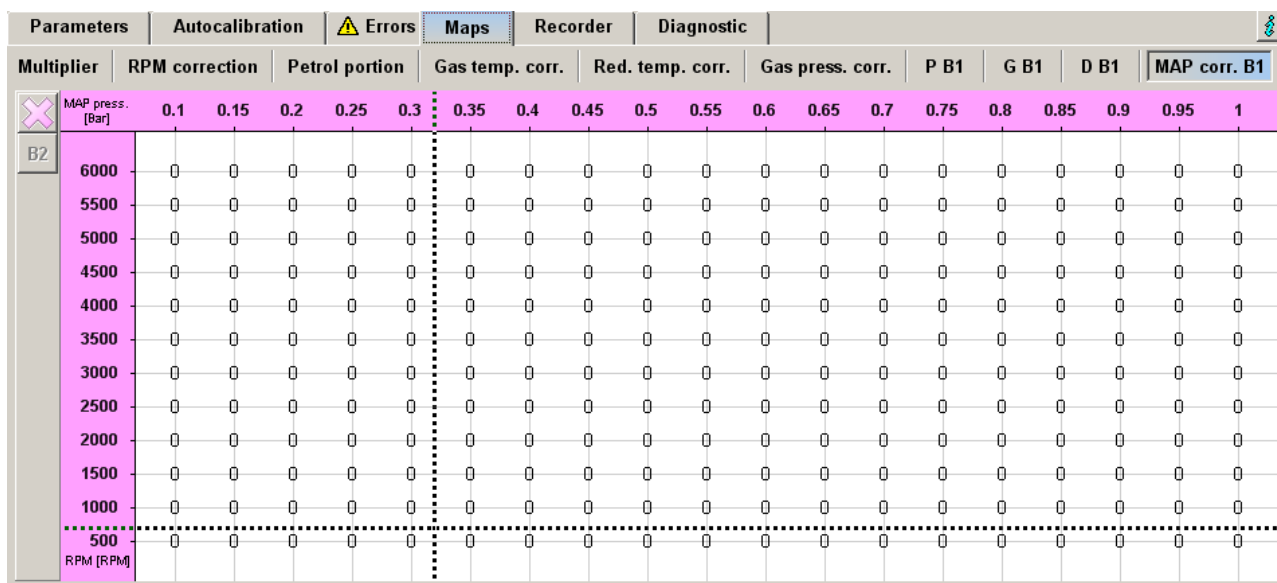 Parameters Autocalibration Errors Maps Recorder Diagnostic
Multiplier RPM correction Petrol portion Gas temp. corr. Red. temp. corr. Gas press. corr. P B1 G B1 D B1 MAP corr. B1
MAP press. [Bar] 0.1 0.15 0.2 0.25 0.3 0.35 0.4 0.45 0.5 0.55 0.6 0.65 0.7 0.75 0.8 0.85 0.9 0.95 1
B2
6000 0 0 0 0 0 0 0 0 0 0 0 0 0 0 0 0 0 0 0
5500 0 0 0 0 0 0 0 0 0 0 0 0 0 0 0 0 0 0 0
5000 0 0 0 0 0 0 0 0 0 0 0 0 0 0 0 0 0 0 0
4500 0 0 0 0 0 0 0 0 0 0 0 0 0 0 0 0 0 0 0
4000 0 0 0 0 0 0 0 0 0 0 0 0 0 0 0 0 0 0 0
3500 0 0 0 0 0 0 0 0 0 0 0 0 0 0 0 0 0 0 0
3000 0 0 0 0 0 0 0 0 0 0 0 0 0 0 0 0 0 0 0
2500 0 0 0 0 0 0 0 0 0 0 0 0 0 0 0 0 0 0 0
2000 0 0 0 0 0 0 0 0 0 0 0 0 0 0 0 0 0 0 0
1500 0 0 0 0 0 0 0 0 0 0 0 0 0 0 0 0 0 0 0
1000 0 0 0 0 0 0 0 0 0 0 0 0 0 0 0 0 0 0 0
500 0 0 0 0 0 0 0 0 0 0 0 0 0 0 0 0 0 0 0
RPM [RPM]